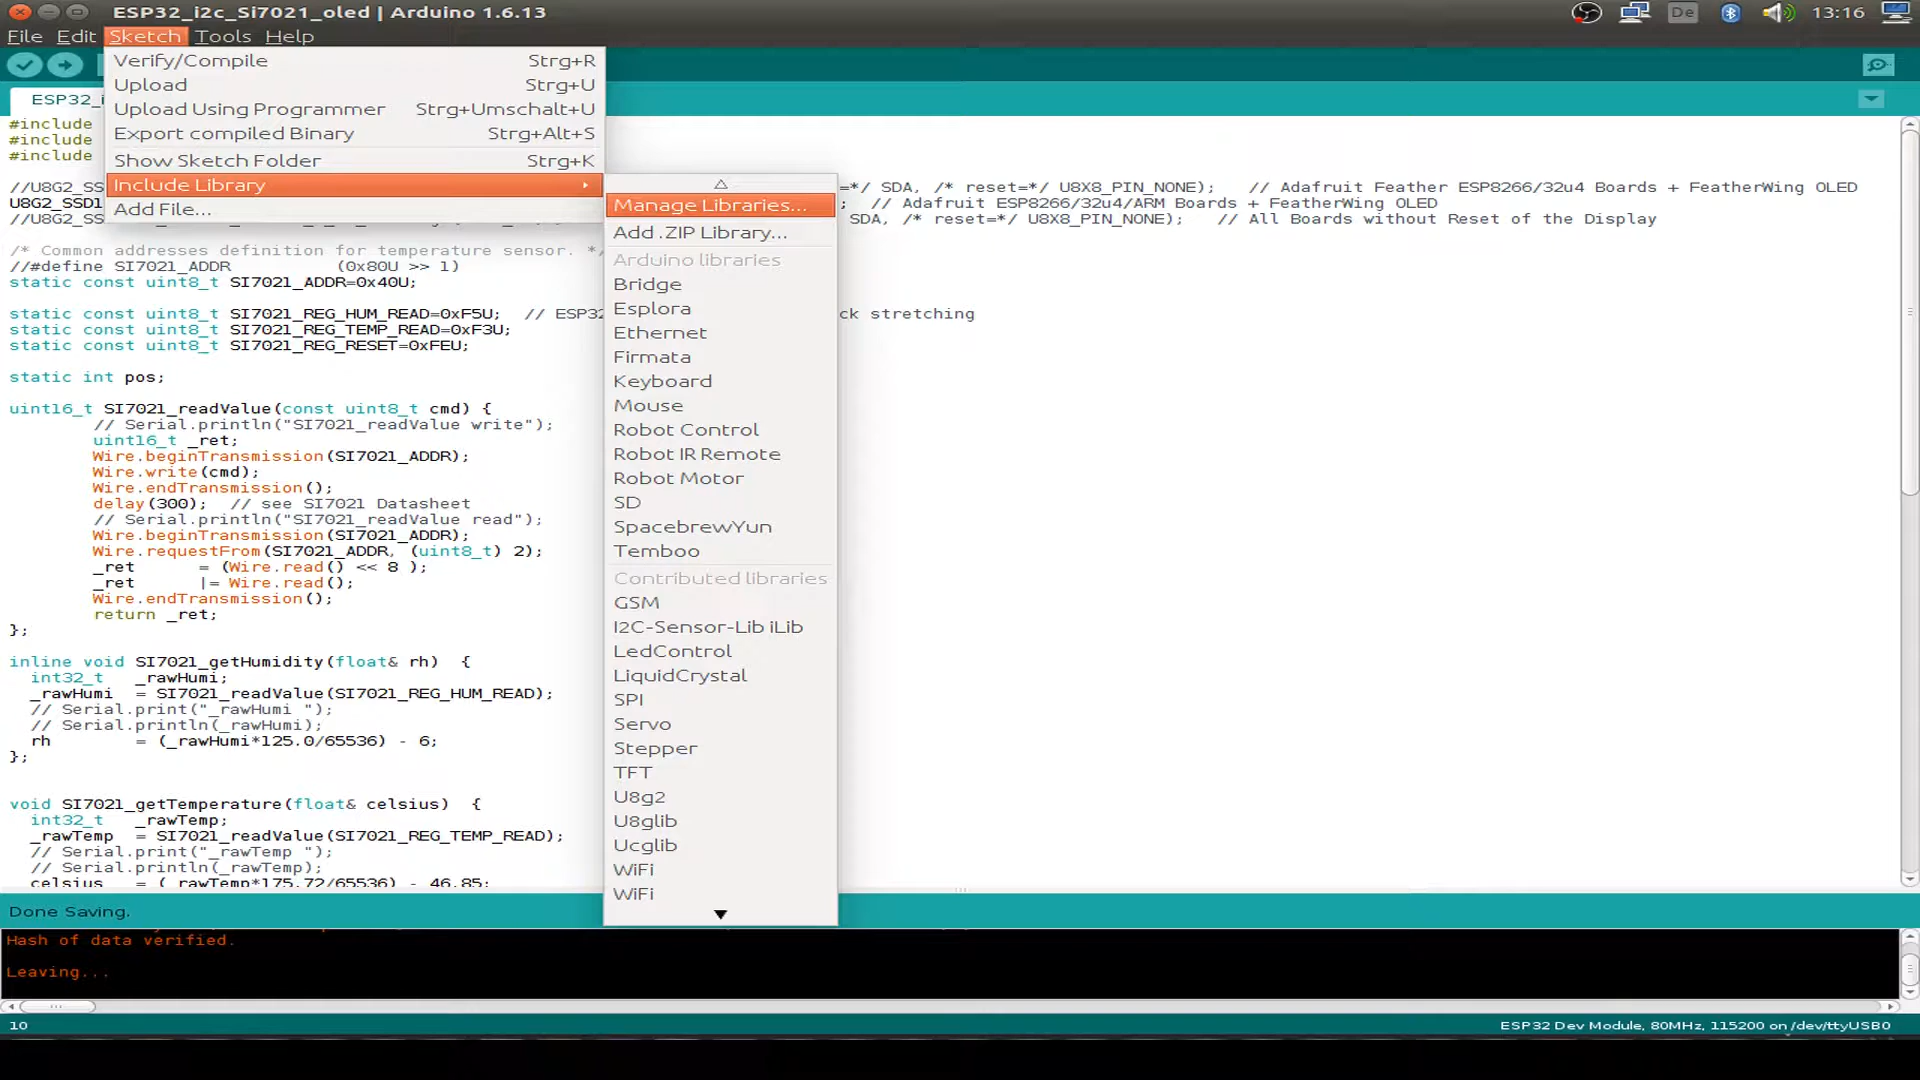 ESP32_i2c_Si7021_oled | Arduino 1.6.13
De
13:16
File Edit Sketch Tools Help
Verify/Compile Strg+R
Upload Strg+U
Upload Using Programmer Strg+Umschalt+U
Export compiled Binary Strg+Alt+S
Show Sketch Folder Strg+K
Include Library
Add File...
Manage Libraries...
Add .ZIP Library...
Arduino libraries
Bridge
Esplora
Ethernet
Firmata
Keyboard
Mouse
Robot Control
Robot IR Remote
Robot Motor
SD
SpacebrewYun
Temboo
Contributed libraries
GSM
I2C-Sensor-Lib iLib
LedControl
LiquidCrystal
SPI
Servo
Stepper
TFT
U8g2
U8glib
Ucglib
WiFi
WiFi
ESP32_i
#include
#include
#include
//U8G2_SS =*/ SDA, /* reset=*/ U8X8_PIN_NONE); // Adafruit Feather ESP8266/32u4 Boards + FeatherWing OLED
U8G2_SSD1 ; // Adafruit ESP8266/32u4/ARM Boards + FeatherWing OLED
//U8G2_SS SDA, /* reset=*/ U8X8_PIN_NONE); // All Boards without Reset of the Display
/* Common addresses definition for temperature sensor. */
//#define SI7021_ADDR (0x80U >> 1)
static const uint8_t SI7021_ADDR=0x40U;
static const uint8_t SI7021_REG_HUM_READ=0xF5U; // ESP32 ck stretching
static const uint8_t SI7021_REG_TEMP_READ=0xF3U;
static const uint8_t SI7021_REG_RESET=0xFEU;
static int pos;
uint16_t SI7021_readValue(const uint8_t cmd) {
// Serial.println("SI7021_readValue write");
uint16_t _ret;
Wire.beginTransmission(SI7021_ADDR);
Wire.write(cmd);
Wire.endTransmission();
delay(300); // see SI7021 Datasheet
// Serial.println("SI7021_readValue read");
Wire.beginTransmission(SI7021_ADDR);
Wire.requestFrom(SI7021_ADDR, (uint8_t) 2);
_ret = (Wire.read() << 8 );
_ret |= Wire.read();
Wire.endTransmission();
return _ret;
};
inline void SI7021_getHumidity(float& rh) {
int32_t _rawHumi;
_rawHumi = SI7021_readValue(SI7021_REG_HUM_READ);
// Serial.print("_rawHumi ");
// Serial.println(_rawHumi);
rh = (_rawHumi*125.0/65536) - 6;
};
void SI7021_getTemperature(float& celsius) {
int32_t _rawTemp;
_rawTemp = SI7021_readValue(SI7021_REG_TEMP_READ);
// Serial.print("_rawTemp ");
// Serial.println(_rawTemp);
celsius = (_rawTemp*175.72/65536) - 46.85;
Done Saving.
Hash of data verified.
Leaving...
10
ESP32 Dev Module, 80MHz, 115200 on /dev/ttyUSB0